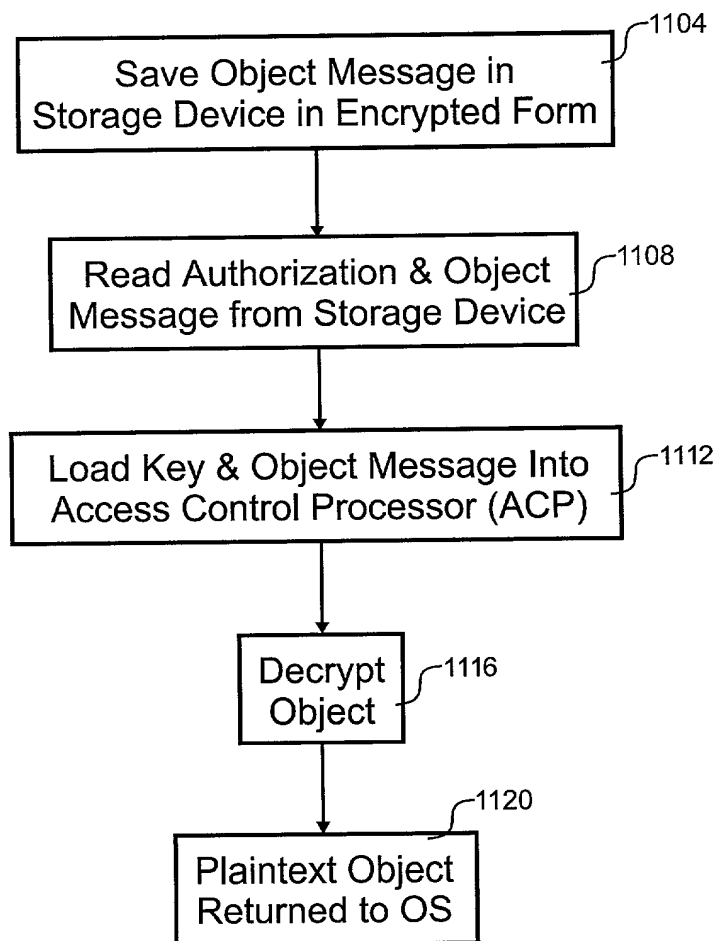 1104
Save Object Message in
Storage Device in Encrypted Form
1108
Read Authorization & Object
Message from Storage Device
1112
Load Key & Object Message Into
Access Control Processor (ACP)
1116
Decrypt
Object
1120
Plaintext Object
Returned to OS